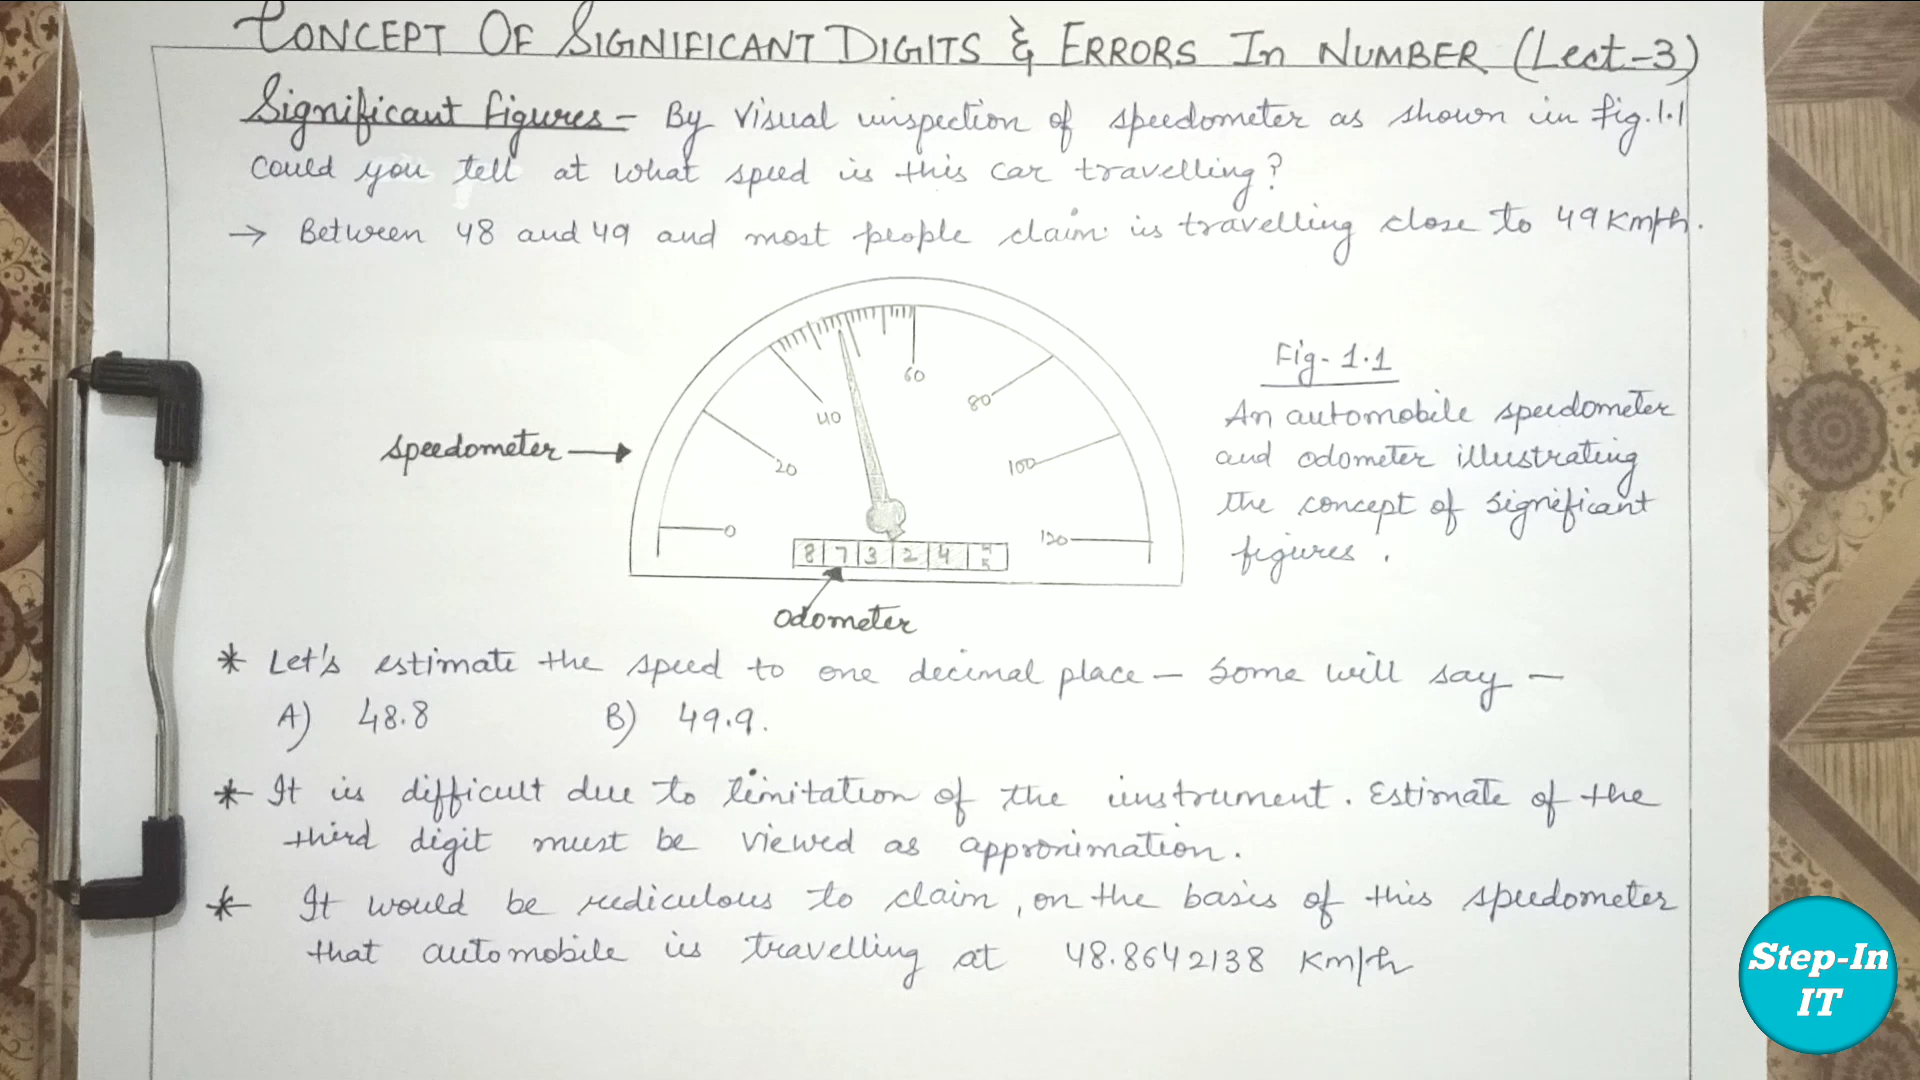 CONCEPT OF SIGNIFICANT DIGITS & ERRORS In NUMBER (Lect-3)
Significant figures - By Visual inspection of speedometer as shown in fig. 1.1
Could you tell at what speed is this car travelling?
→ Between 48 and 49 and most people claim is travelling close to 49 Km/h.
60
40
80
20
100
0
120
8 7 3 2 4 4 5
Speedometer →
Odometer
Fig - 1.1
An automobile speedometer
and odometer illustrating
the concept of significant
figures.
* Let's estimate the speed to one decimal place - Some will say -
A) 48.8 B) 49.9.
* It is difficult due to limitation of the instrument. Estimate of the
third digit must be viewed as approximation.
* It would be rediculous to claim, on the basis of this speedometer
that automobile is travelling at 48.8642138 Km/h
Step-In
IT